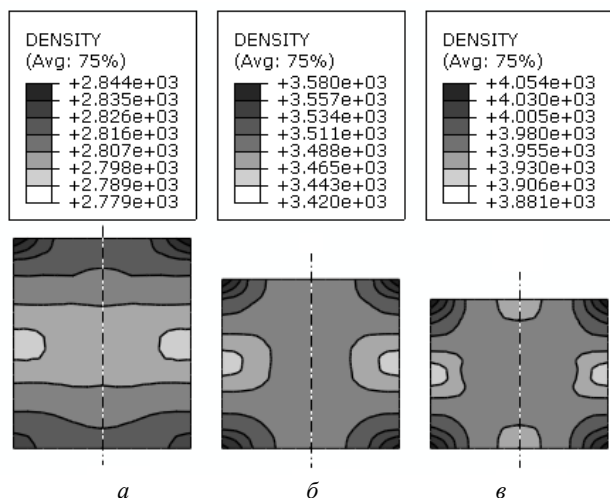 DENSITY
(Avg: 75%)
+2.844e+03
+2.835e+03
+2.826e+03
+2.816e+03
+2.807e+03
+2.798e+03
+2.789e+03
+2.779e+03
DENSITY
(Avg: 75%)
+3.580e+03
+3.557e+03
+3.534e+03
+3.511e+03
+3.488e+03
+3.465e+03
+3.443e+03
+3.420e+03
DENSITY
(Avg: 75%)
+4.054e+03
+4.030e+03
+4.005e+03
+3.980e+03
+3.955e+03
+3.930e+03
+3.906e+03
+3.881e+03
а б в